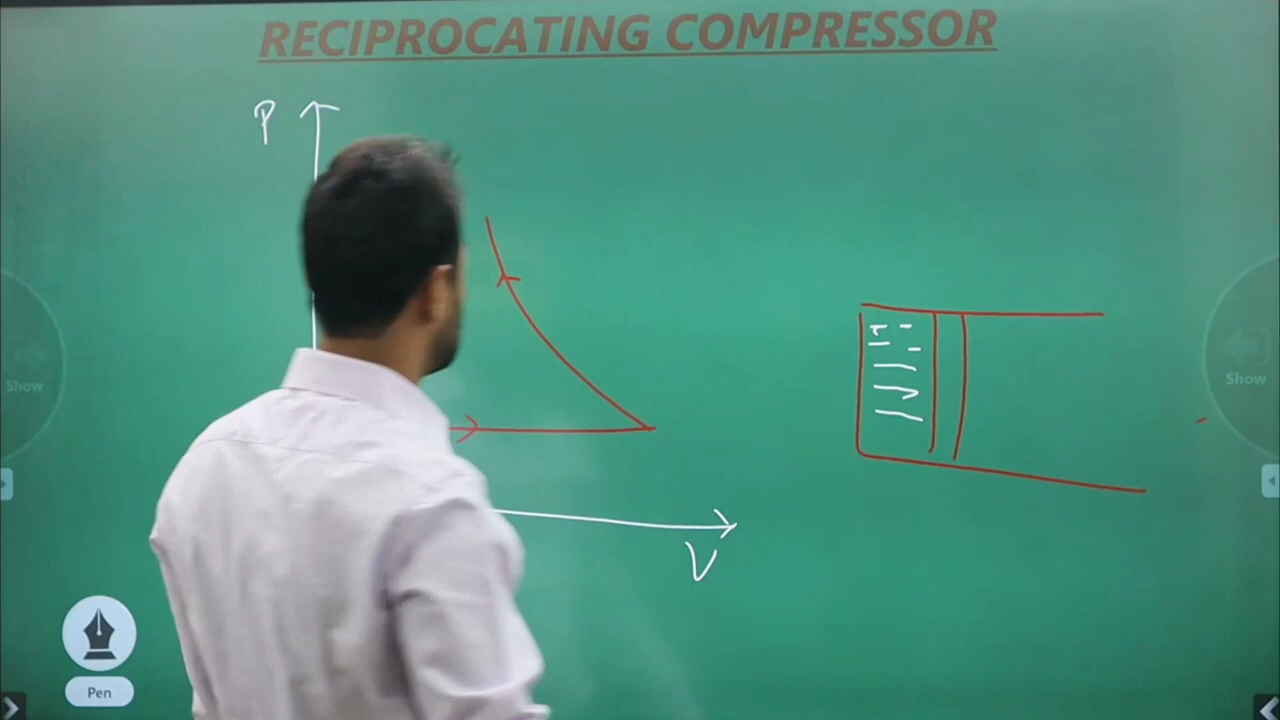 RECIPROCATING COMPRESSOR
P
V
Show
Show
Pen